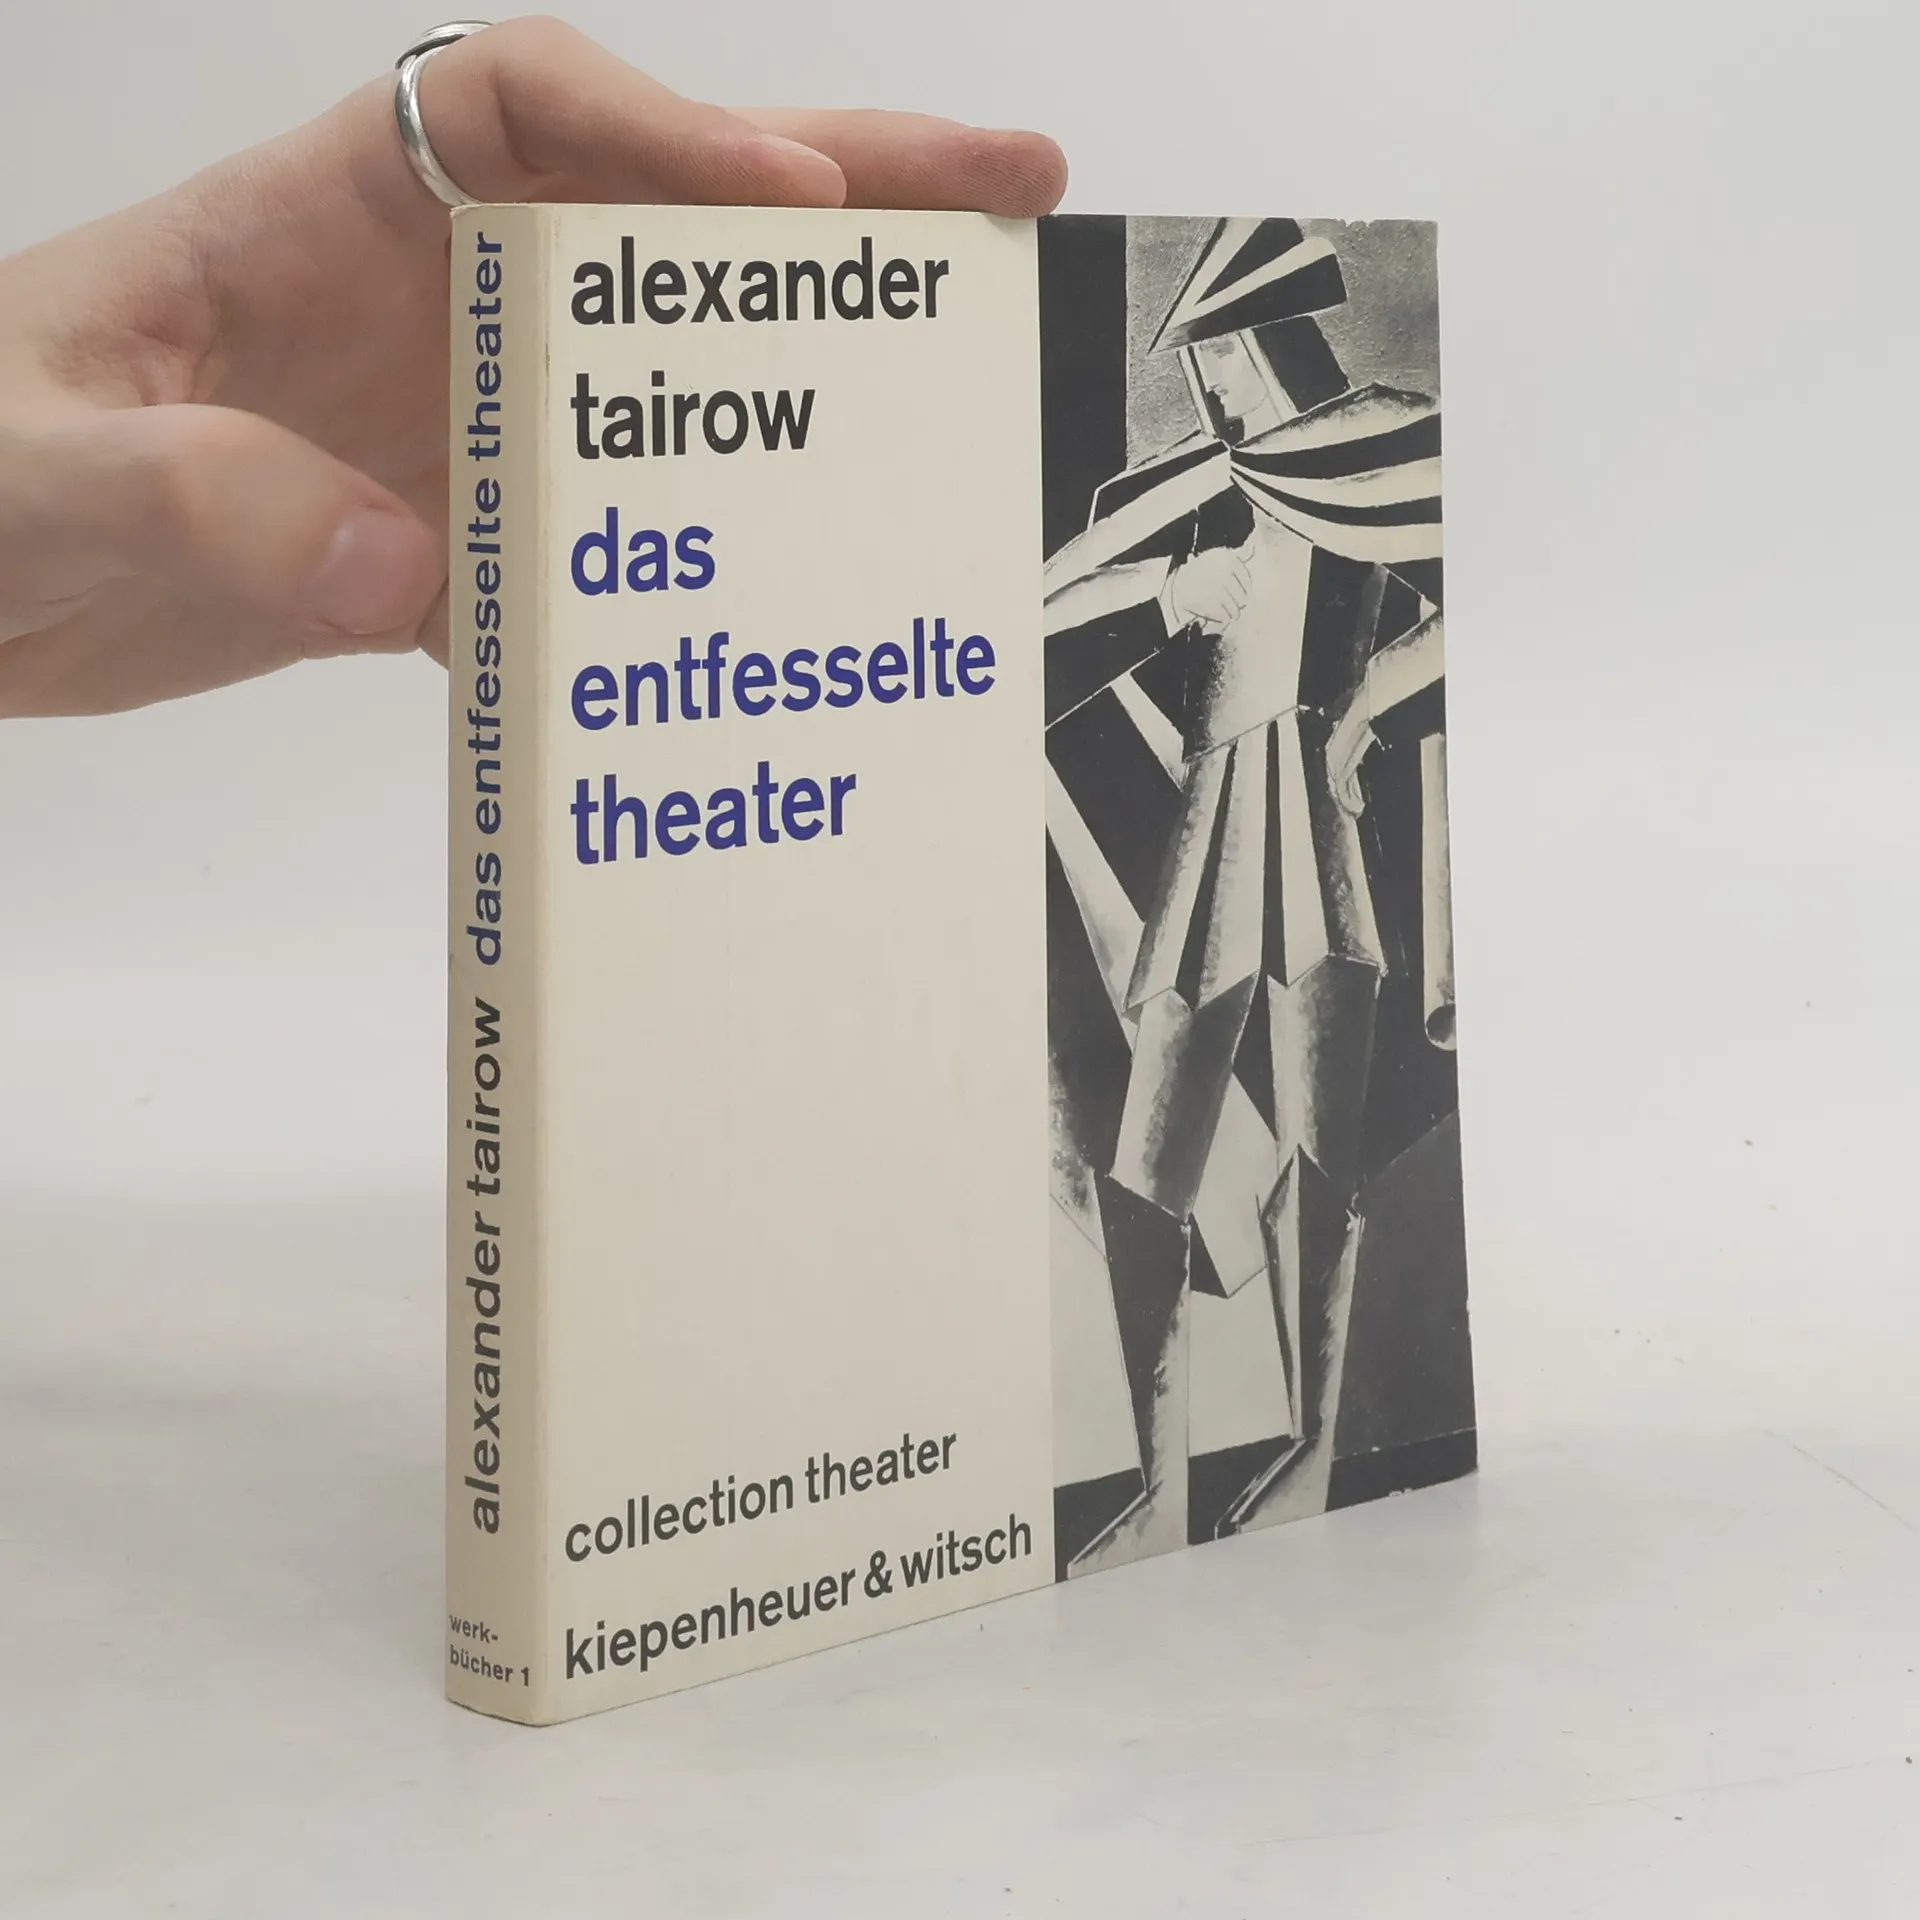 alexander tairow das entfesselte theater
werk-
bücher 1
alexander
tairow
das
entfesselte
theater
collection theater
kiepenheuer & witsch